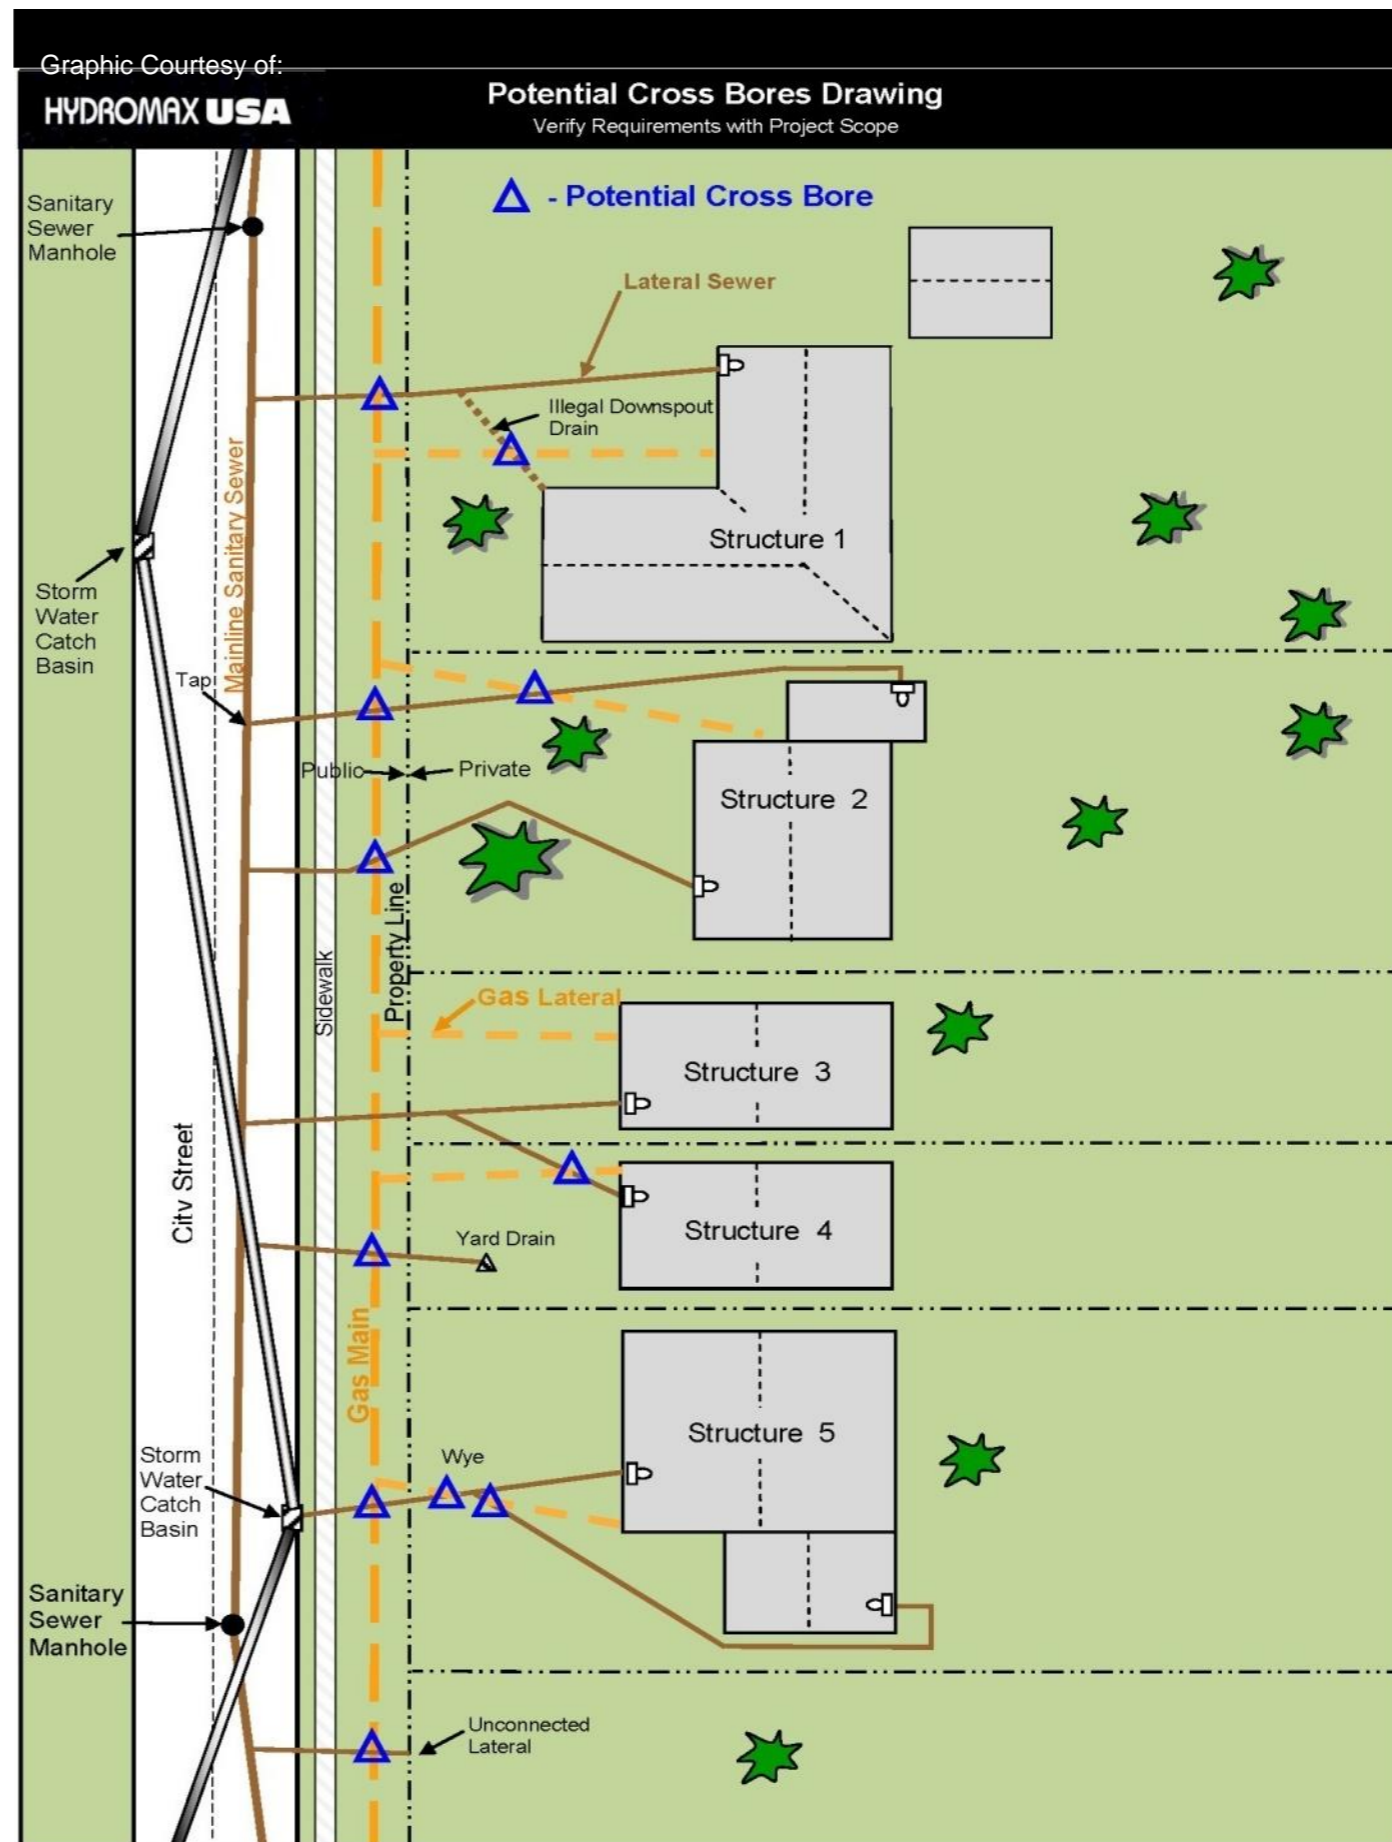 Graphic Courtesy of:
HYDROMAX USA
Potential Cross Bores Drawing
Verify Requirements with Project Scope
- Potential Cross Bore
Sanitary
Sewer
Manhole
Lateral Sewer
Illegal Downspout
Drain
Mainline Sanitary Sewer
Structure 1
Storm
Water
Catch
Basin
Tap
Public
Private
Structure 2
Property Line
Sidewalk
Gas Lateral
Structure 3
City Street
Structure 4
Yard Drain
Gas Main
Structure 5
Wye
Storm
Water
Catch
Basin
Sanitary
Sewer
Manhole
Unconnected
Lateral